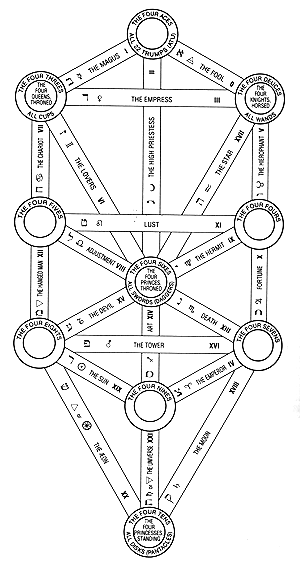 THE FOUR ACES
ALL 22 TRUMPS (ATU)
THE MAGUS I
THE FOOL 0
II
THE HIGH PRIESTESS
THE FOUR THREES
THE FOUR QUEENS, THRONED
ALL CUPS
THE FOUR DEUCES
THE FOUR KNIGHTS, HORSED
ALL WANDS
THE EMPRESS III
THE CHARIOT VII
THE LOVERS VI
THE STAR XVII
THE HIEROPHANT V
THE FOUR FIVES
THE FOUR FOURS
LUST XI
ADJUSTMENT VIII
THE HERMIT IX
THE HANGED MAN XII
FORTUNE X
THE FOUR SIXES
THE FOUR PRINCES, THRONED
ALL SWORDS (DAGGERS)
THE DEVIL XV
ART XIV
DEATH XIII
THE FOUR EIGHTS
THE FOUR SEVENS
THE TOWER XVI
THE SUN XIX
THE EMPEROR IV
THE FOUR NINES
THE ÆON XX
THE UNIVERSE XXI
THE MOON XVIII
THE FOUR TENS
THE FOUR PRINCESSES STANDING
ALL DISKS (PANTACLES)